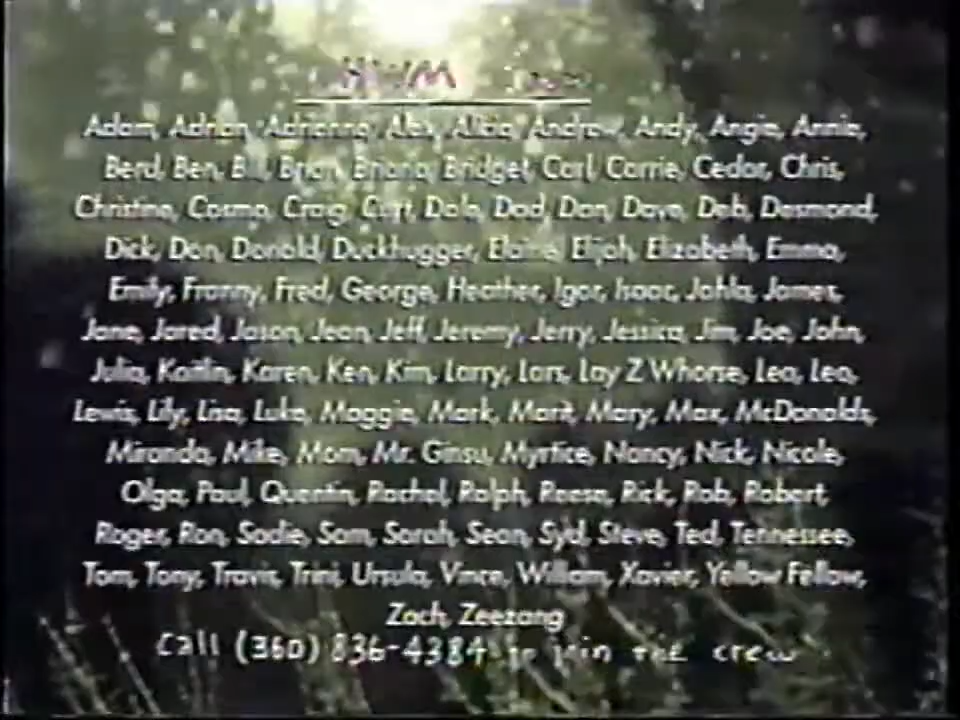 HWM
Adam, Adrian, Adrianna, Alex, Alicia, Andrew, Andy, Angie, Annie,
Berd, Ben, Bill, Brian, Briana, Bridget, Carl, Carrie, Cedar, Chris,
Christine, Cosmo, Craig, Curt, Dale, Dad, Dan, Dave, Deb, Desmond,
Dick, Don, Donald, Duckhugger, Elaine, Elijah, Elizabeth, Emma,
Emily, Franny, Fred, George, Heather, Igor, Isaac, Jahla, James,
Jane, Jared, Jason, Jean, Jeff, Jeremy, Jerry, Jessica, Jim, Joe, John,
Julia, Kaitlin, Karen, Ken, Kim, Larry, Lars, Lay Z Whorse, Lea, Leo,
Lewis, Lily, Lisa, Luke, Maggie, Mark, Marit, Mary, Max, McDonalds,
Miranda, Mike, Mom, Mr. Ginsu, Myrtice, Nancy, Nick, Nicole,
Olga, Paul, Quentin, Rachel, Ralph, Reese, Rick, Rob, Robert,
Roger, Ron, Sadie, Sam, Sarah, Sean, Syd, Steve, Ted, Tennessee,
Tom, Tony, Travis, Trini, Ursula, Vince, William, Xavier, Yellow Fellow,
Zach, Zeezang
Call (360) 836-4384 to join the crew